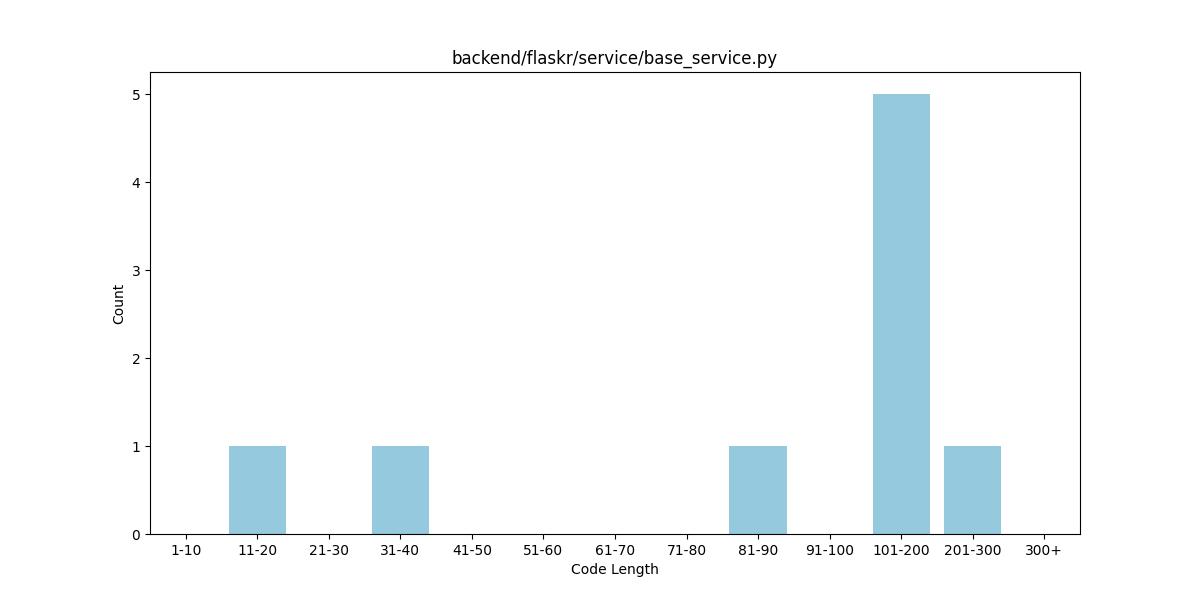 backend/flaskr/service/base_service.py
5
4
3
2
1
0
Count
1-10 11-20 21-30 31-40 41-50 51-60 61-70 71-80 81-90 91-100 101-200 201-300 300+
Code Length